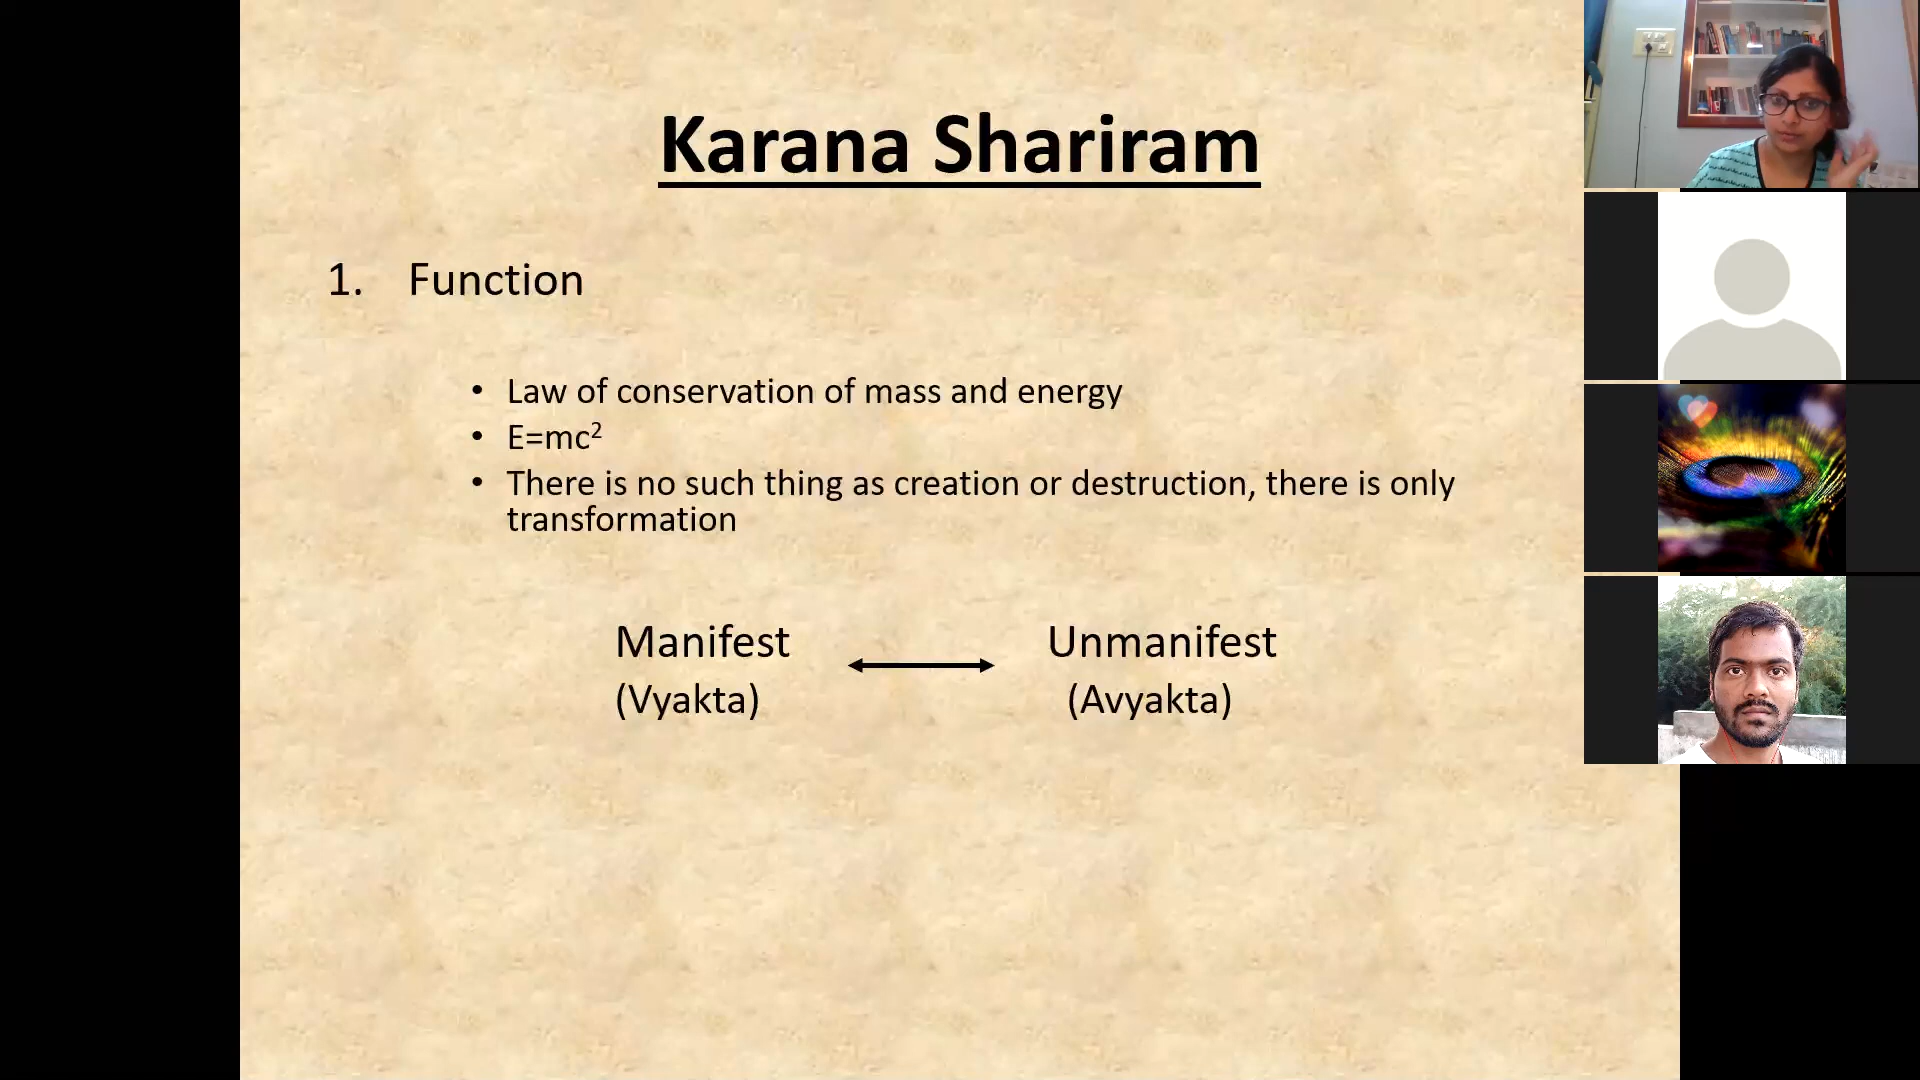 Karana Shariram
1. Function
• Law of conservation of mass and energy
• E=mc²
• There is no such thing as creation or destruction, there is only
transformation
Manifest Unmanifest
(Vyakta) (Avyakta)